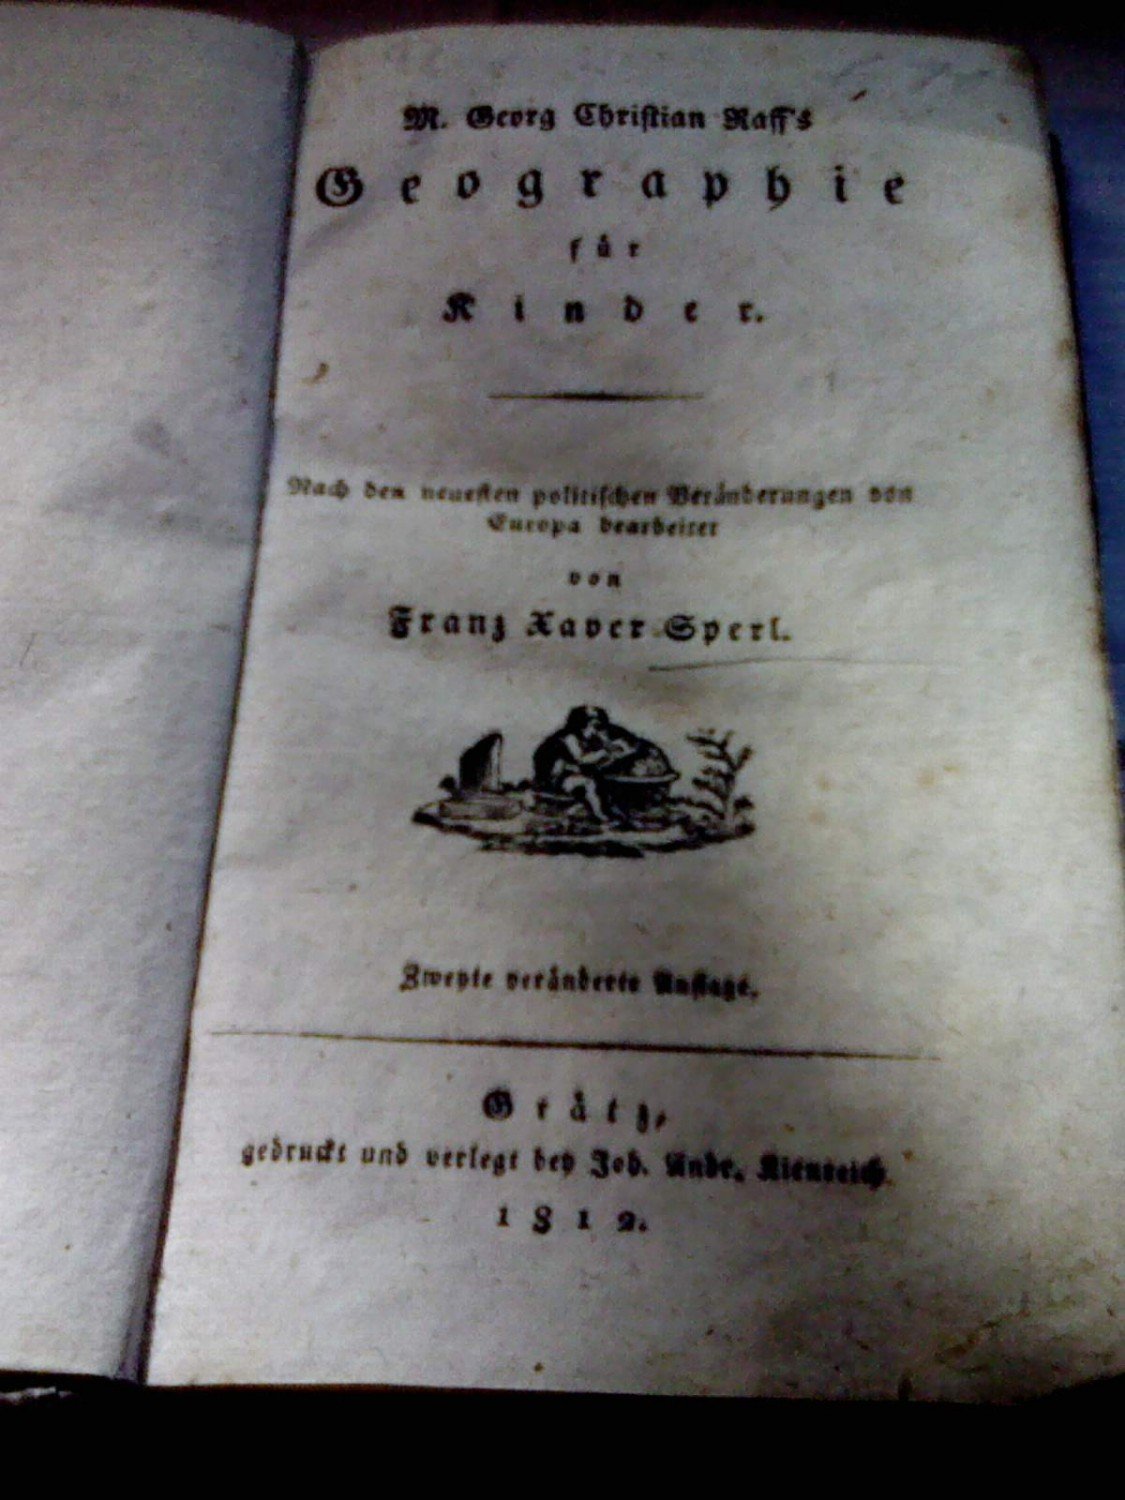 M. Georg Christian Raff's
Geographie
für
Kinder.
Nach den neuesten politischen Veränderungen von
Europa bearbeitet
von
Franz Xaver Sperl.
Zweyte veränderte Auflage.
Grätz,
gedruckt und verlegt bey Joh. Andr. Kienreich.
1812.